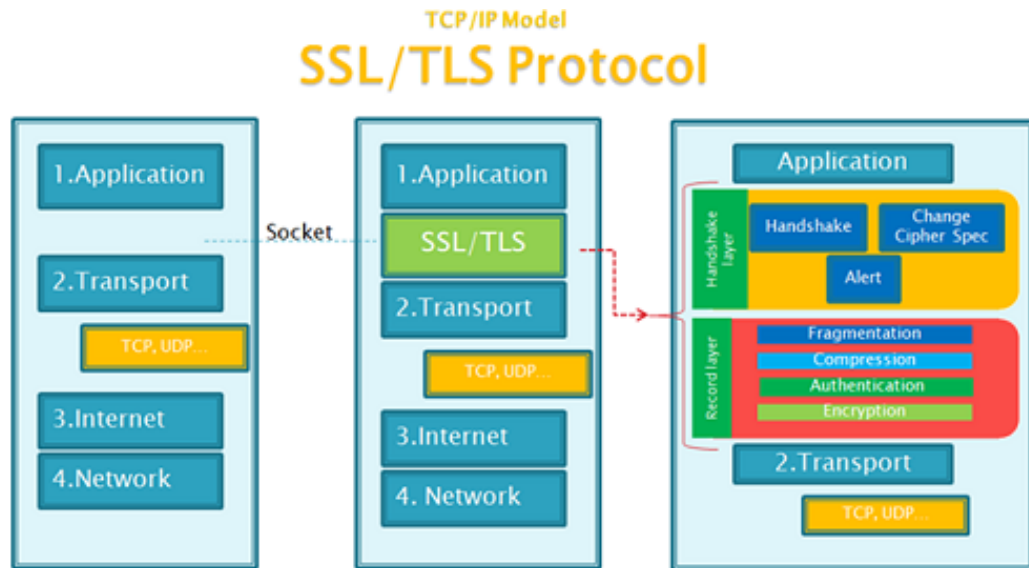 TCP/IP Model
SSL/TLS Protocol
1.Application
Socket
2.Transport
TCP, UDP...
3.Internet
4.Network
1.Application
SSL/TLS
2.Transport
TCP, UDP...
3.Internet
4. Network
Application
Handshake
layer
Handshake
Change
Cipher Spec
Alert
Record layer
Fragmentation
Compression
Authentication
Encryption
2.Transport
TCP, UDP...